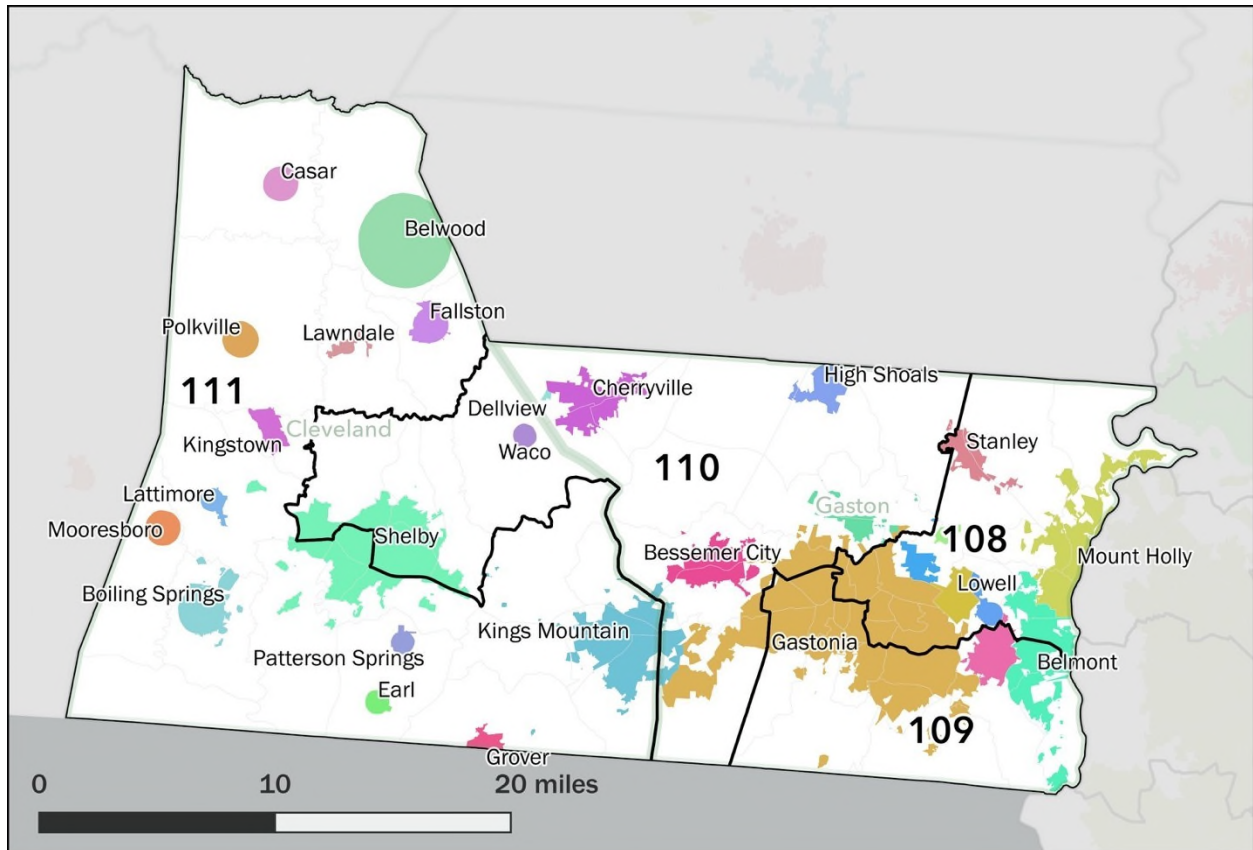 Casar
Belwood
Fallston
Polkville
Lawndale
High Shoals
Cherryville
111
Dellview
Cleveland
Kingstown
Waco
Stanley
110
Lattimore
Gaston
Mooresboro
Shelby
108
Bessemer City
Mount Holly
Boiling Springs
Lowell
Kings Mountain
Gastonia
Patterson Springs
Belmont
Earl
109
Grover
0 10 20 miles